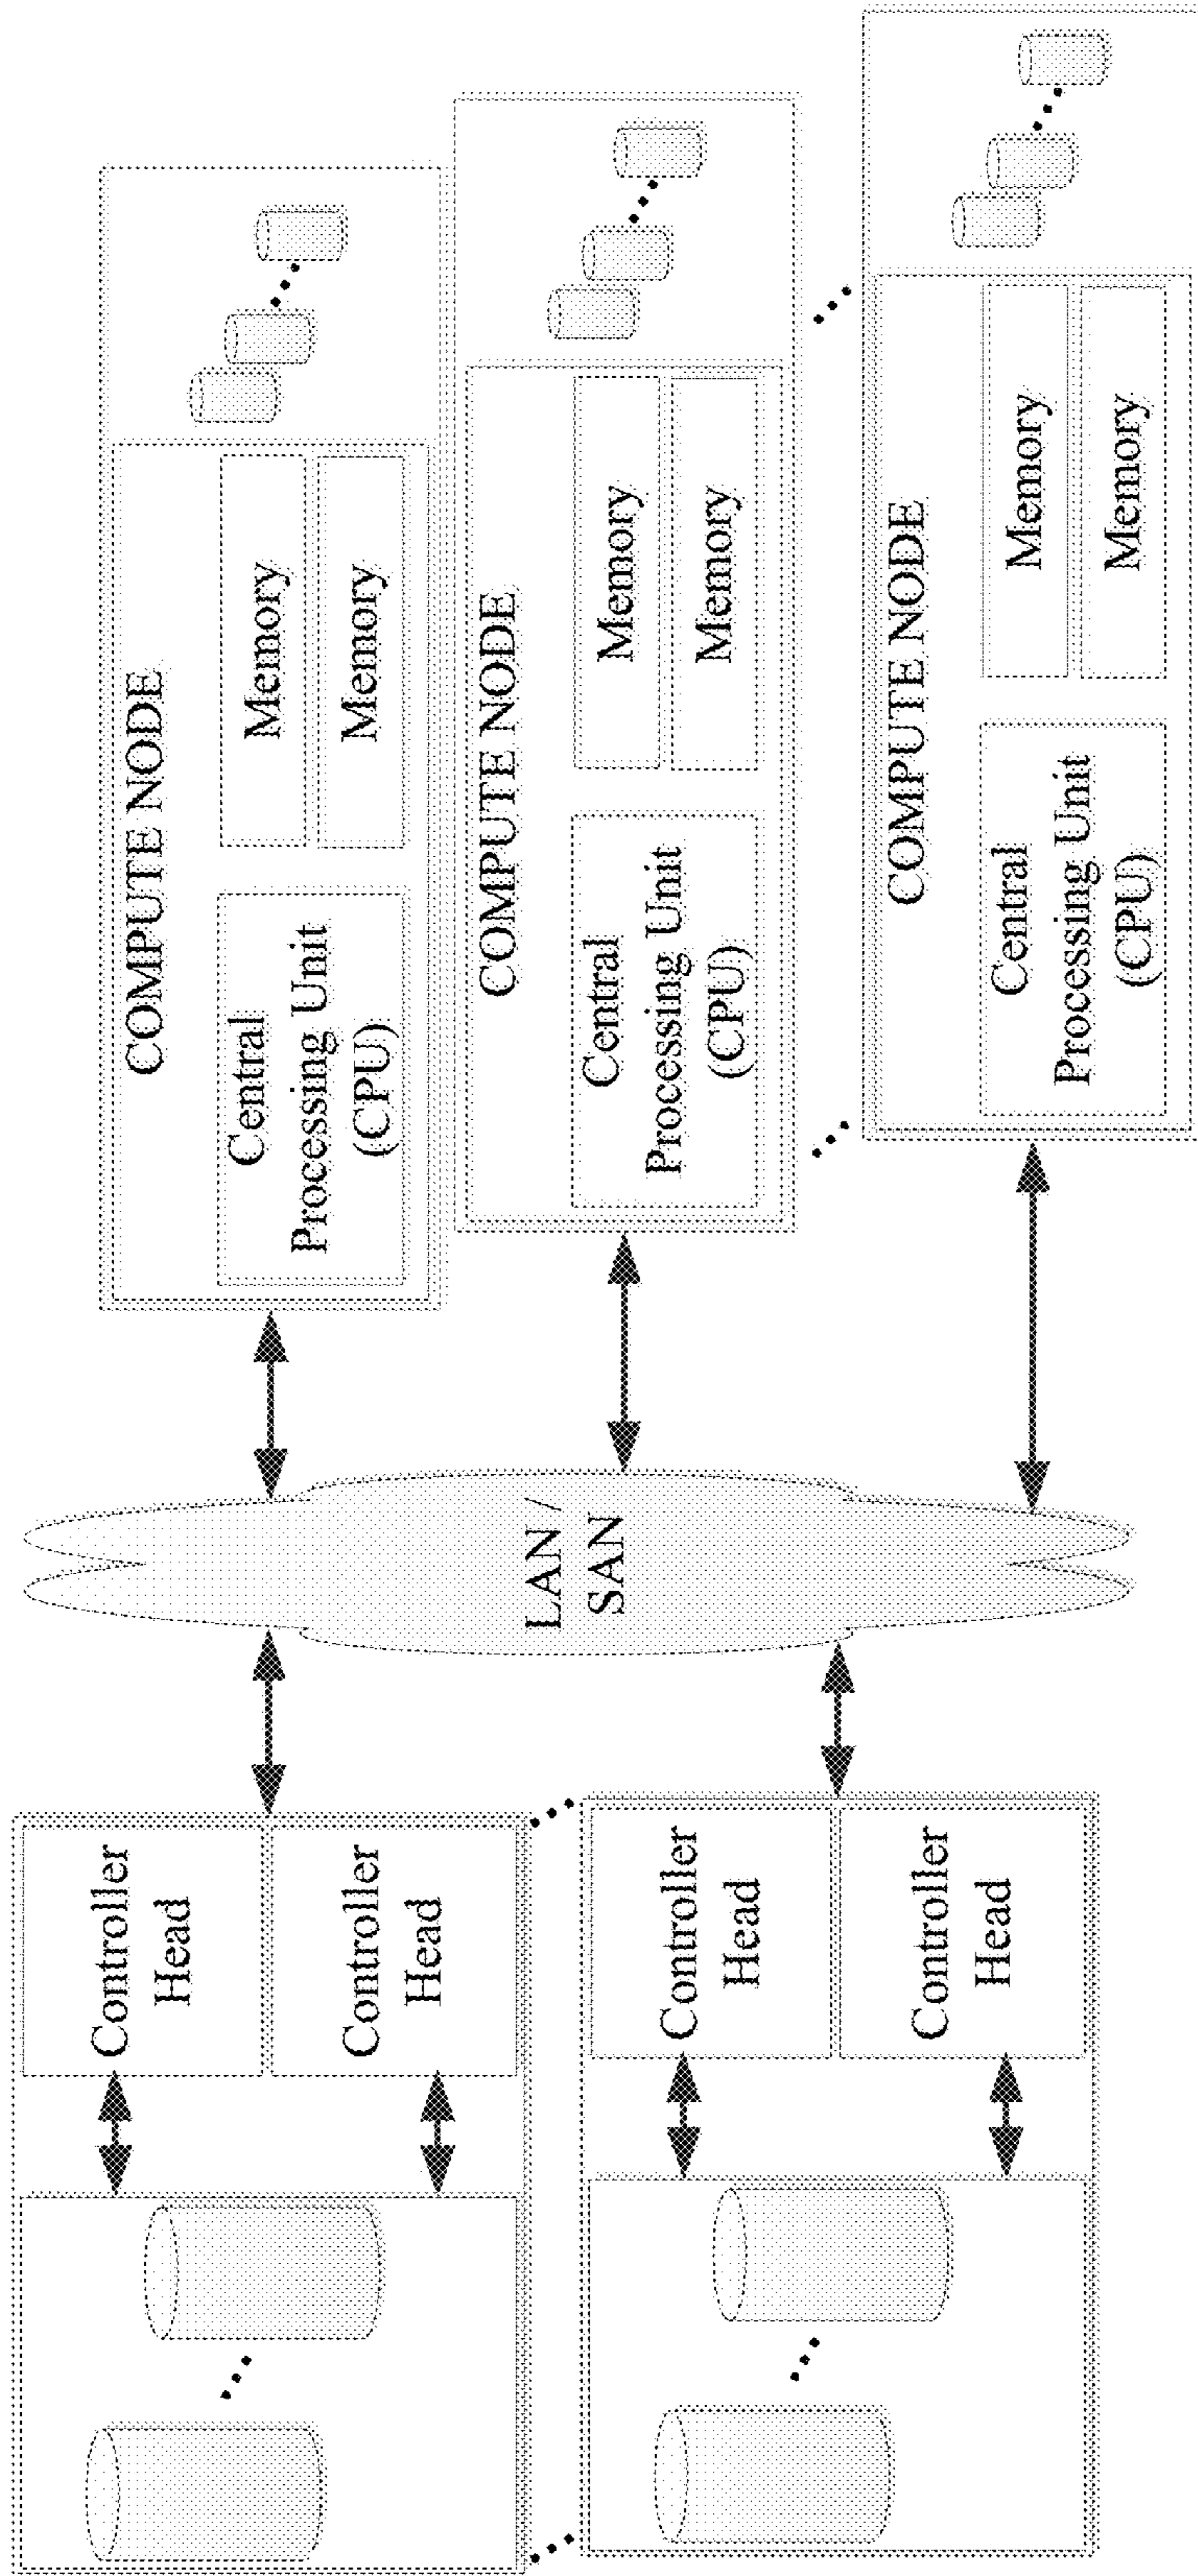 Controller
Head
Controller
Head
Controller
Head
Controller
Head
LAN /
SAN
COMPUTE NODE
Central
Processing Unit
(CPU)
Memory
Memory
COMPUTE NODE
Central
Processing Unit
(CPU)
Memory
Memory
COMPUTE NODE
Central
Processing Unit
(CPU)
Memory
Memory